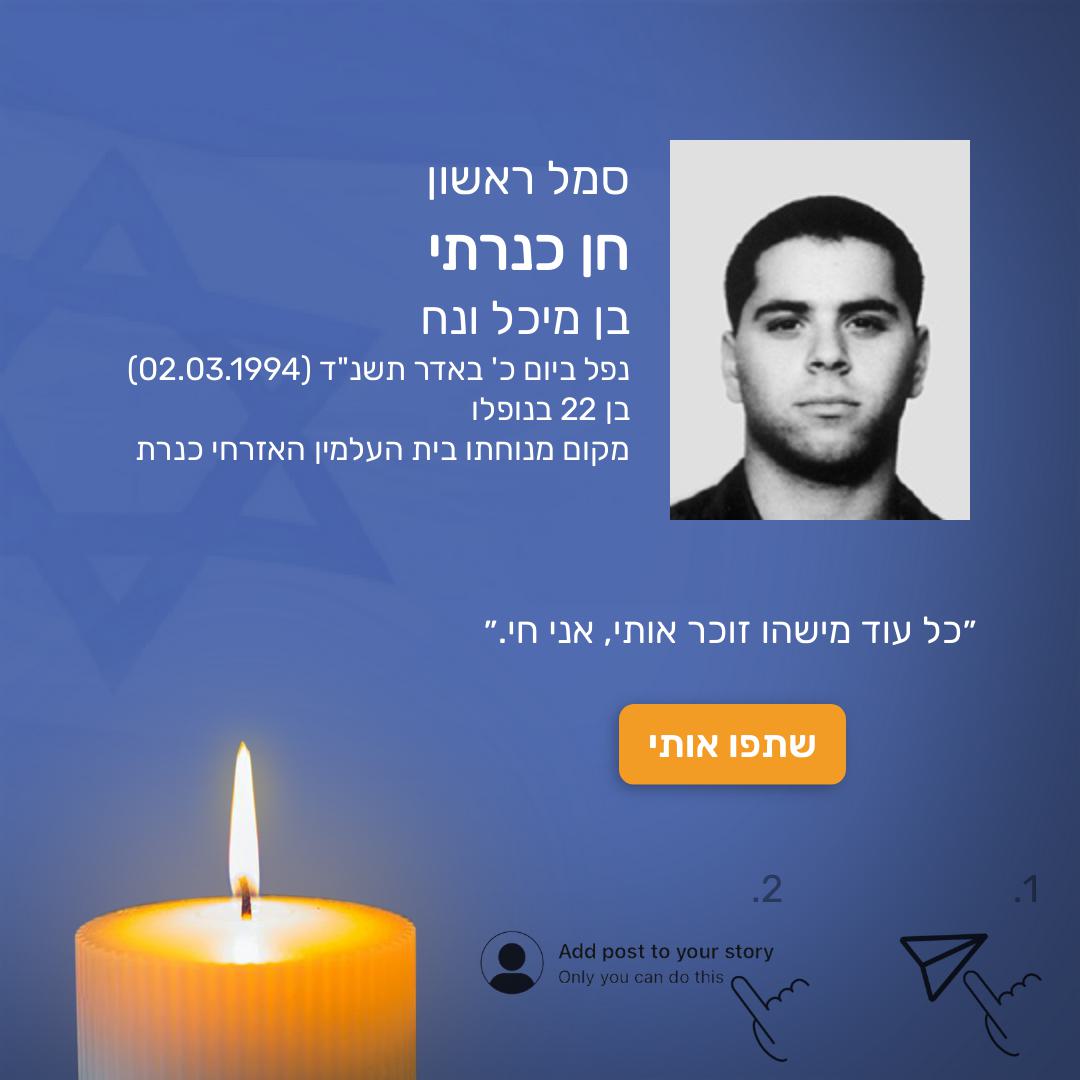 סמל ראשון
חן כנרתי
בן מיכל ונח
נפל ביום כ' באדר תשנ"ד (02.03.1994)
בן 22 בנופלו
מקום מנוחתו בית העלמין האזרחי כנרת
״כל עוד מישהו זוכר אותי, אני חי.״
שתפו אותי
1.
2.
Add post to your story
Only you can do this